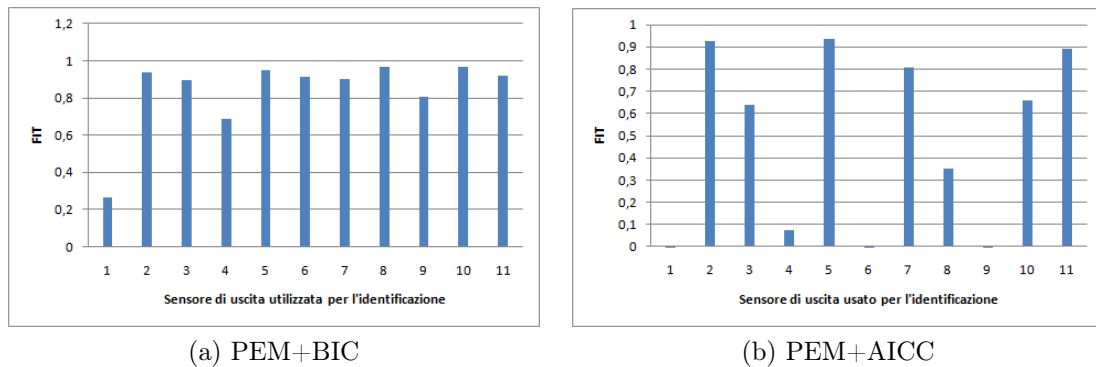 1,2
1
0,8
0,6
0,4
0,2
0
FIT
1 2 3 4 5 6 7 8 9 10 11
Sensore di uscita utilizzata per l'identificazione
(a) PEM+BIC
1
0,9
0,8
0,7
0,6
0,5
0,4
0,3
0,2
0,1
0
FIT
1 2 3 4 5 6 7 8 9 10 11
Sensore di uscita usato per l'identificazione
(b) PEM+AICC